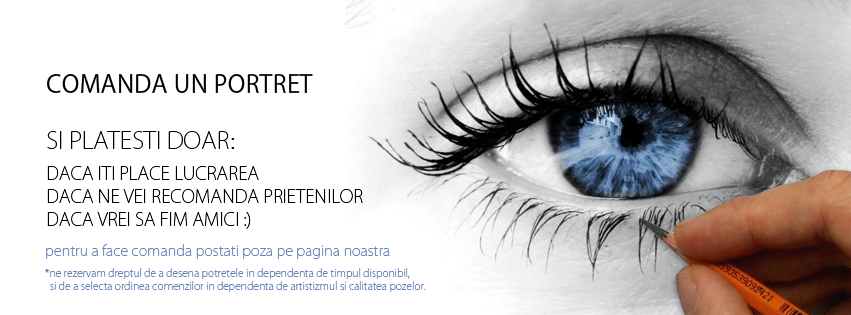 COMANDA UN PORTRET
SI PLATESTI DOAR:
DACA ITI PLACE LUCRAREA
DACA NE VEI RECOMANDA PRIETENILOR
DACA VREI SA FIM AMICI :)
pentru a face comanda postati poza pe pagina noastra
*ne rezervam dreptul de a desena potretele in dependenta de timpul disponibil,
si de a selecta ordinea comenzilor in dependenta de artistizmul si calitatea pozelor.